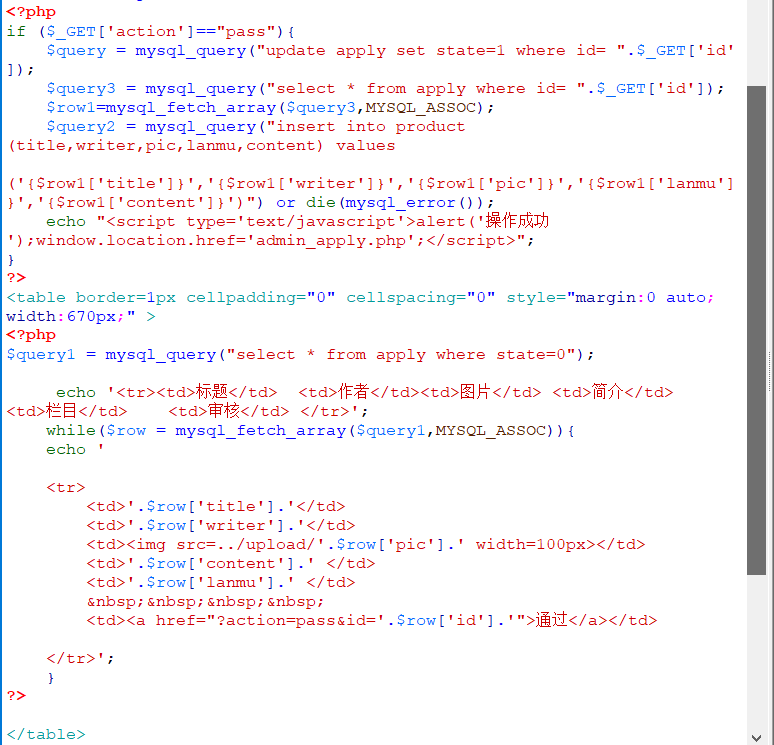 <?php
if ($_GET['action']=="pass"){
    $query = mysql_query("update apply set state=1 where id= ".$_GET['id'
]);
    $query3 = mysql_query("select * from apply where id= ".$_GET['id']);
    $row1=mysql_fetch_array($query3,MYSQL_ASSOC);
    $query2 = mysql_query("insert into product
(title,writer,pic,lanmu,content) values
('{$row1['title']}','{$row1['writer']}','{$row1['pic']}','{$row1['lanmu']
}','{$row1['content']}')") or die(mysql_error());
    echo "<script type='text/javascript'>alert('操作成功
');window.location.href='admin_apply.php';</script>";
}
?>
<table border=1px cellpadding="0" cellspacing="0" style="margin:0 auto;
width:670px;" >
<?php
$query1 = mysql_query("select * from apply where state=0");
     echo '<tr><td>标题</td>  <td>作者</td><td>图片</td> <td>简介</td>
<td>栏目</td>    <td>审核</td> </tr>';
    while($row = mysql_fetch_array($query1,MYSQL_ASSOC)){
    echo '
    <tr>
        <td>'.$row['title'].'</td>
        <td>'.$row['writer'].'</td>
        <td><img src=../upload/'.$row['pic'].' width=100px></td>
        <td>'.$row['content'].' </td>
        <td>'.$row['lanmu'].' </td>
        &nbsp;&nbsp;&nbsp;&nbsp;
        <td><a href="?action=pass&id='.$row['id'].'">通过</a></td>
    </tr>';
    }
?>
</table>